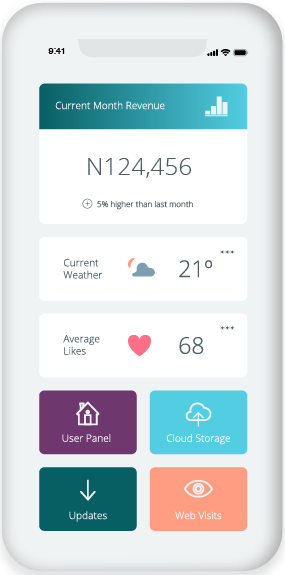 9:41
Current Month Revenue
N124,456
5% higher than last month
Current
Weather
21º
Average
Likes
68
User Panel
Cloud Storage
Updates
Web Visits